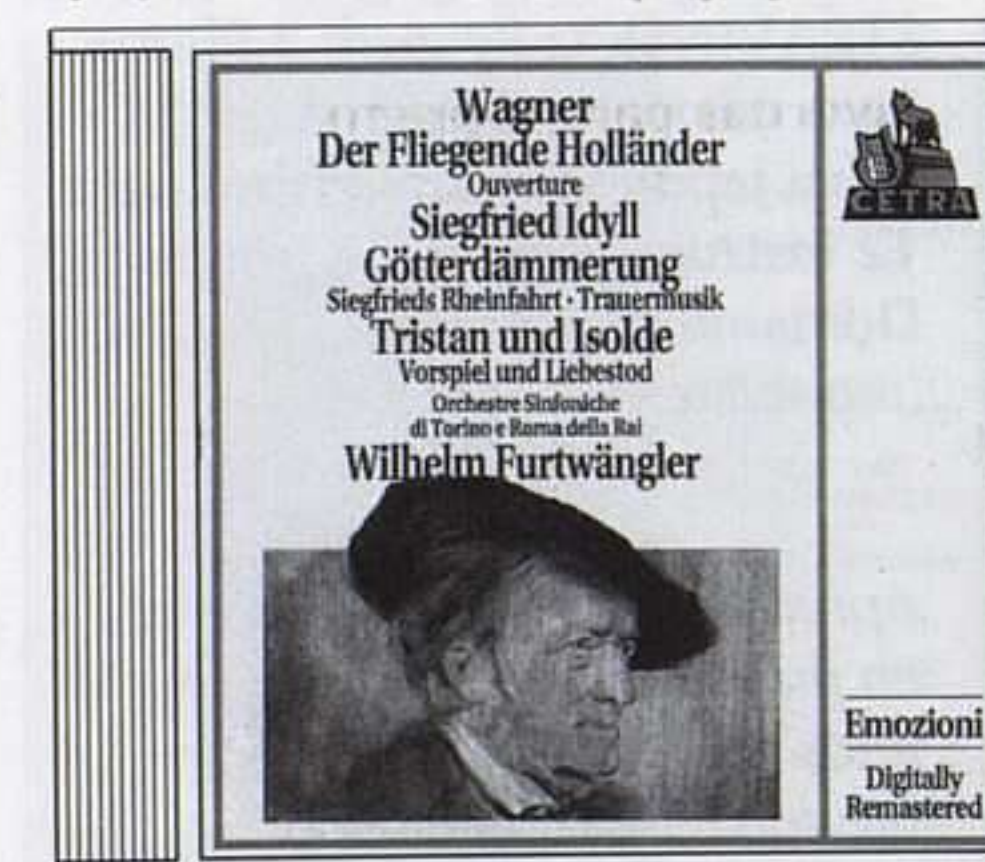 Wagner
Der Fliegende Holländer
Ouverture
Siegfried Idyll
Götterdämmerung
Siegfrieds Rheinfahrt · Trauermusik
Tristan und Isolde
Vorspiel und Liebestod
Orchestre Sinfoniche
di Torino e Roma della Rai
Wilhelm Furtwängler
CETRA
Emozioni
Digitally
Remastered